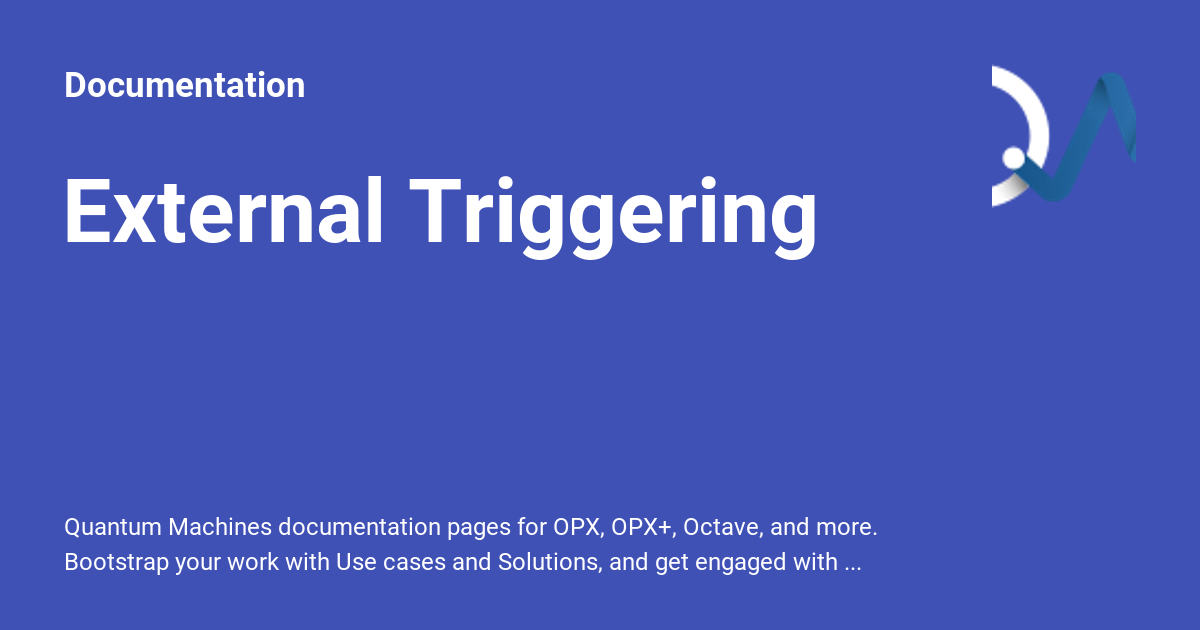 Documentation
External Triggering
Quantum Machines documentation pages for OPX, OPX+, Octave, and more.
Bootstrap your work with Use cases and Solutions, and get engaged with ...